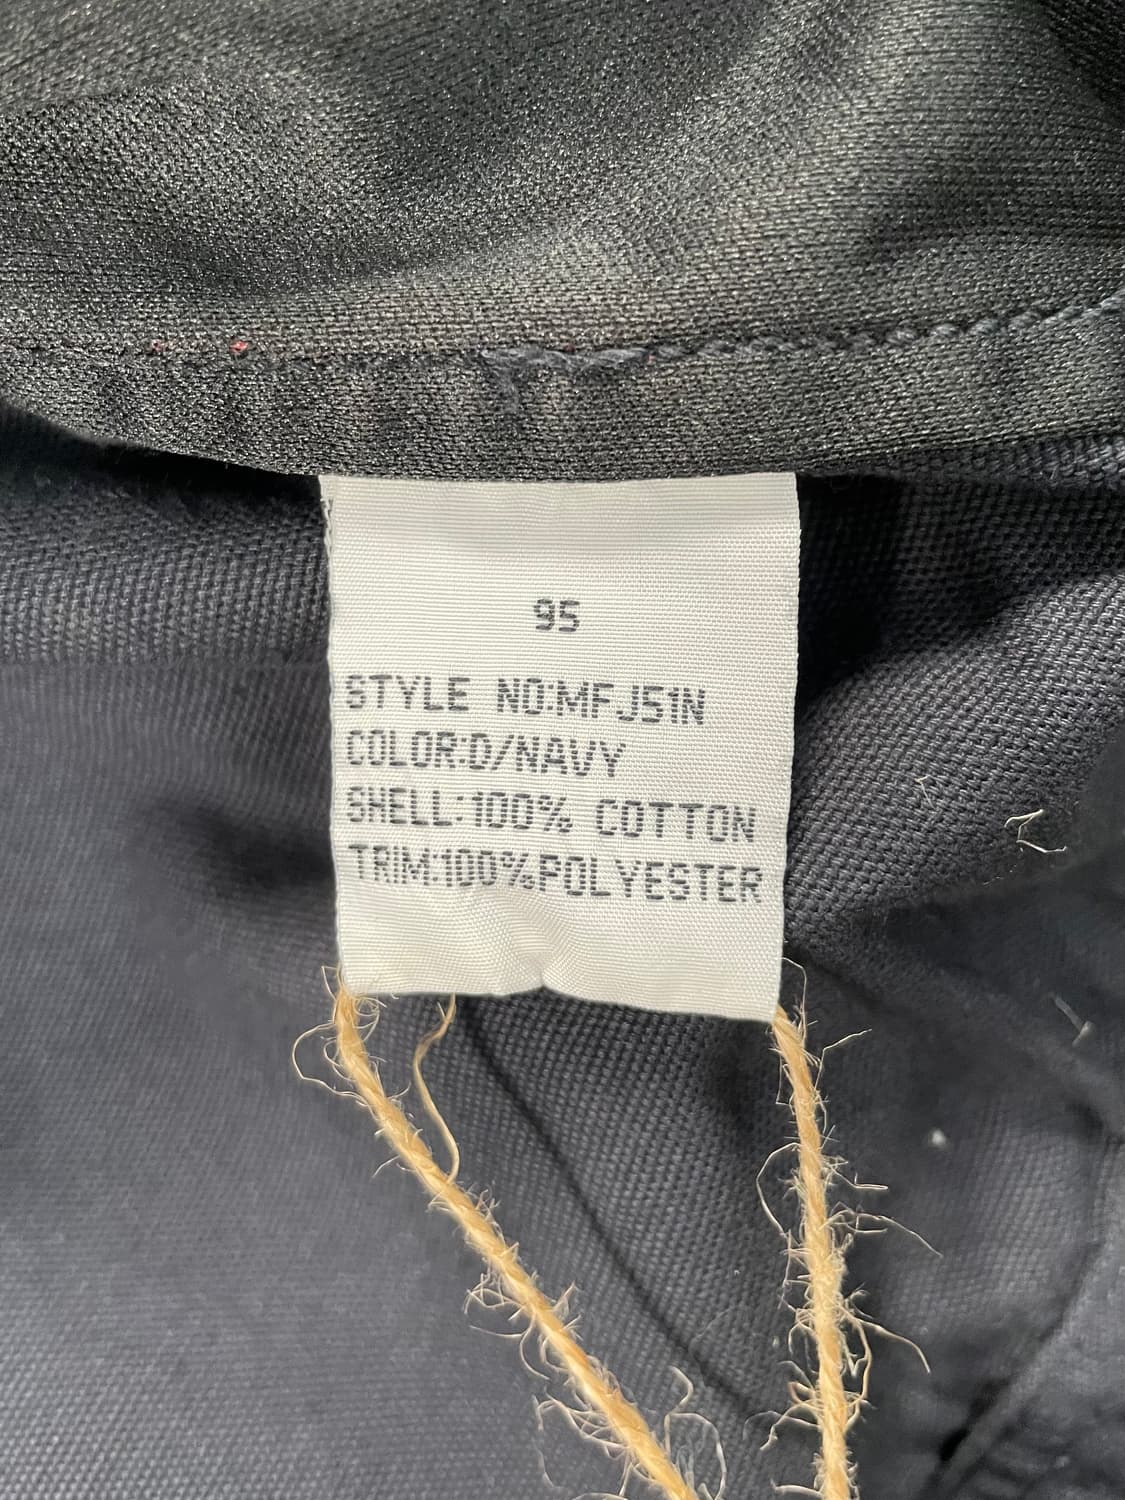 95
STYLE NO:MFJ51N
COLOR:D/NAVY
SHELL:100% COTTON
TRIM:100%POLYESTER